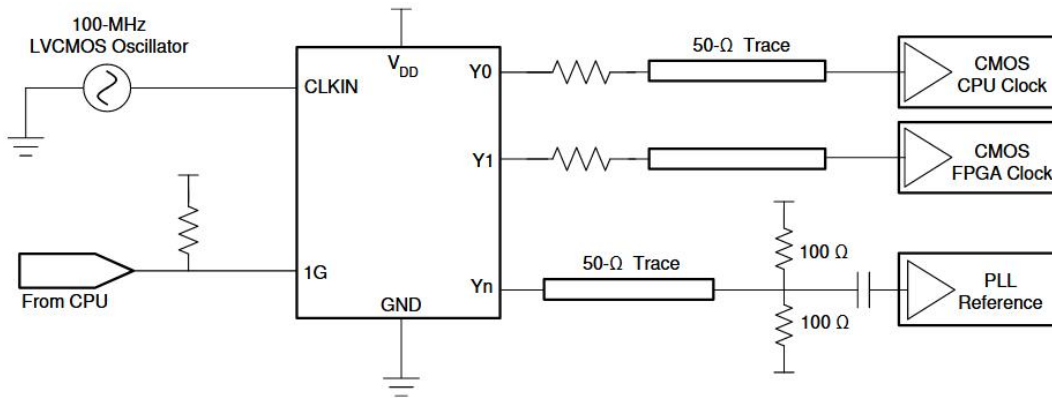 100-MHz
LVCMOS Oscillator
CLKIN
VDD
Y0
50-Ω Trace
CMOS
CPU Clock
Y1
CMOS
FPGA Clock
From CPU
1G
GND
Yn
50-Ω Trace
100 Ω
100 Ω
PLL
Reference